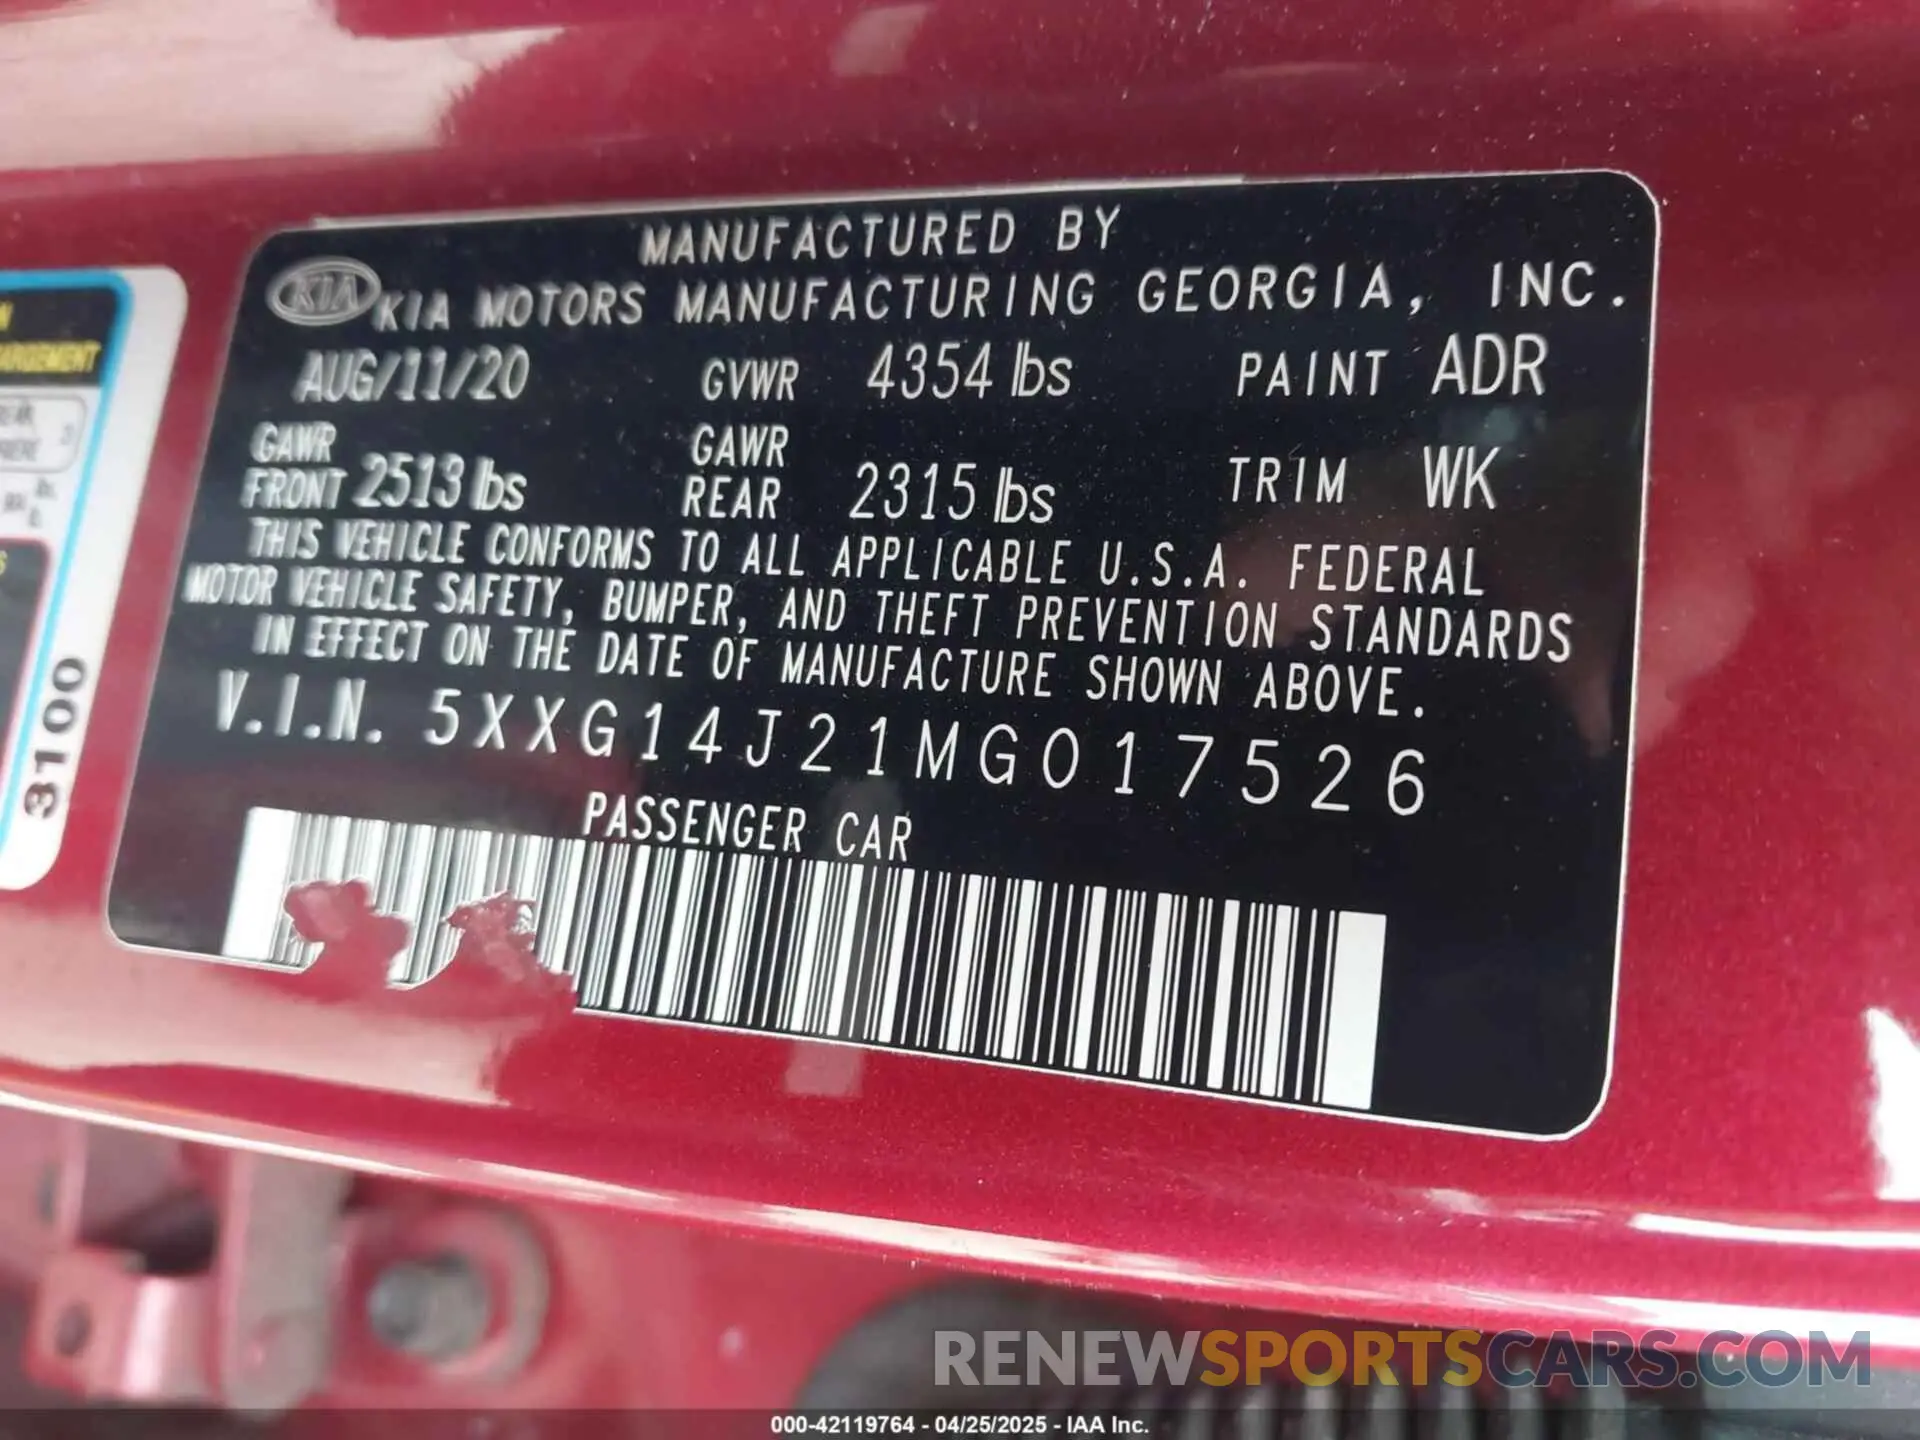 MANUFACTURED BY
KIA KIA MOTORS MANUFACTURING GEORGIA, INC.
AUG/11/20 GVWR 4354 lbs PAINT ADR
GAWR FRONT 2513 lbs GAWR REAR 2315 lbs TRIM WK
THIS VEHICLE CONFORMS TO ALL APPLICABLE U.S.A. FEDERAL
MOTOR VEHICLE SAFETY, BUMPER, AND THEFT PREVENTION STANDARDS
IN EFFECT ON THE DATE OF MANUFACTURE SHOWN ABOVE.
V.I.N. 5XXG14J21MG017526
PASSENGER CAR
3100
RENEWSPORTSCARS.COM
000-42119764 - 04/25/2025 - IAA Inc.